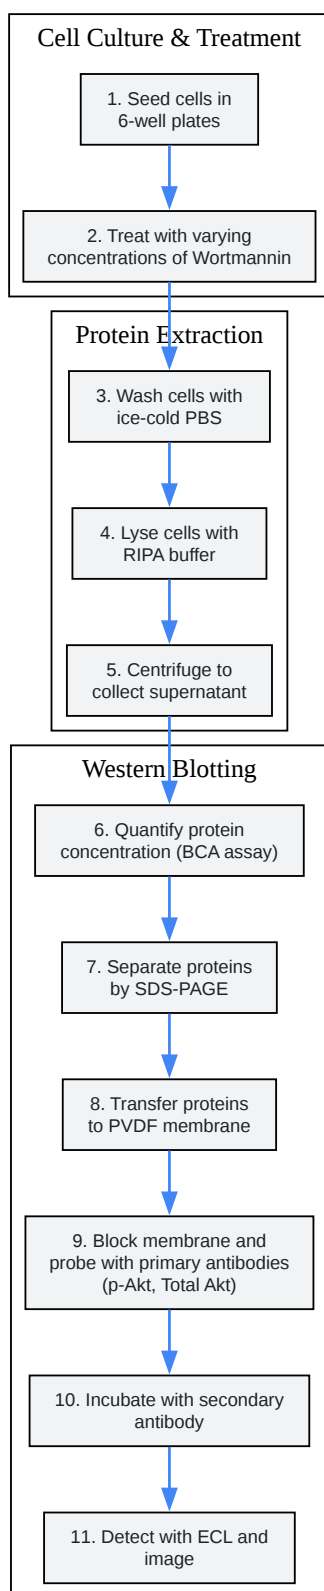 Cell Culture & Treatment
1. Seed cells in
6-well plates
2. Treat with varying
concentrations of Wortmannin
Protein Extraction
3. Wash cells with
ice-cold PBS
4. Lyse cells with
RIPA buffer
5. Centrifuge to
collect supernatant
Western Blotting
6. Quantify protein
concentration (BCA assay)
7. Separate proteins
by SDS-PAGE
8. Transfer proteins
to PVDF membrane
9. Block membrane and
probe with primary antibodies
(p-Akt, Total Akt)
10. Incubate with secondary
antibody
11. Detect with ECL and
image